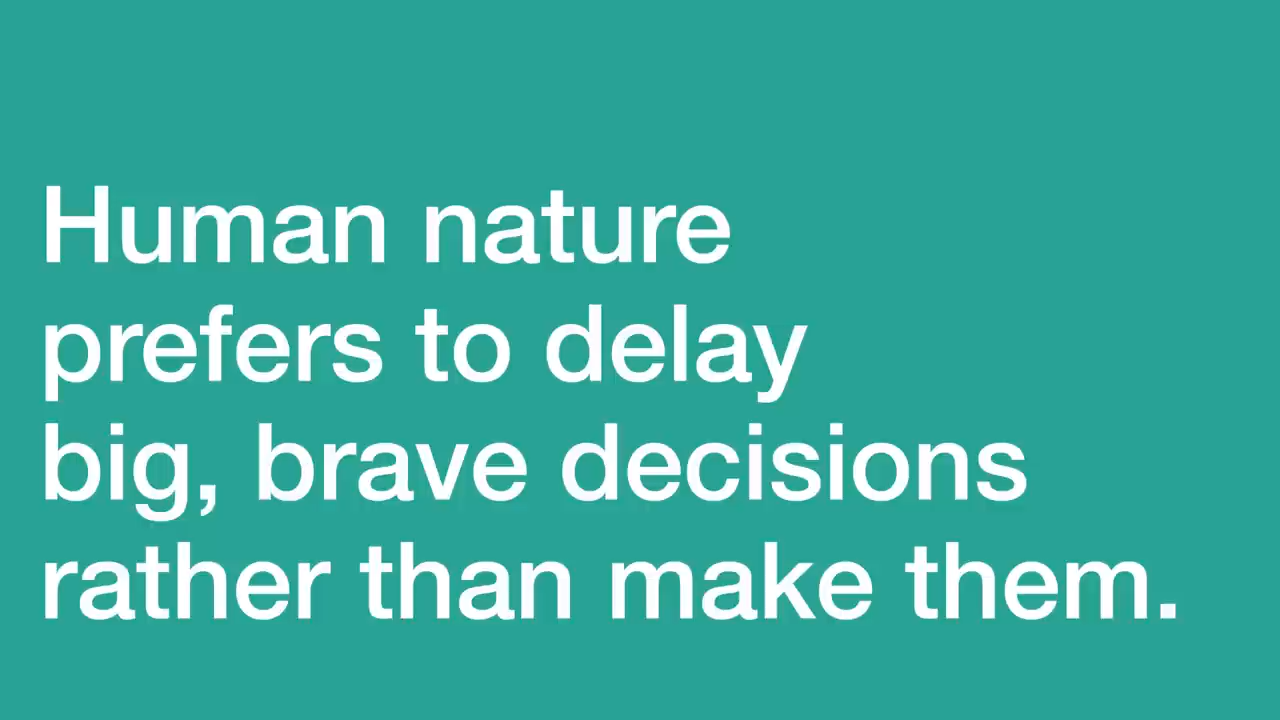 Human nature
prefers to delay
big, brave decisions
rather than make them.